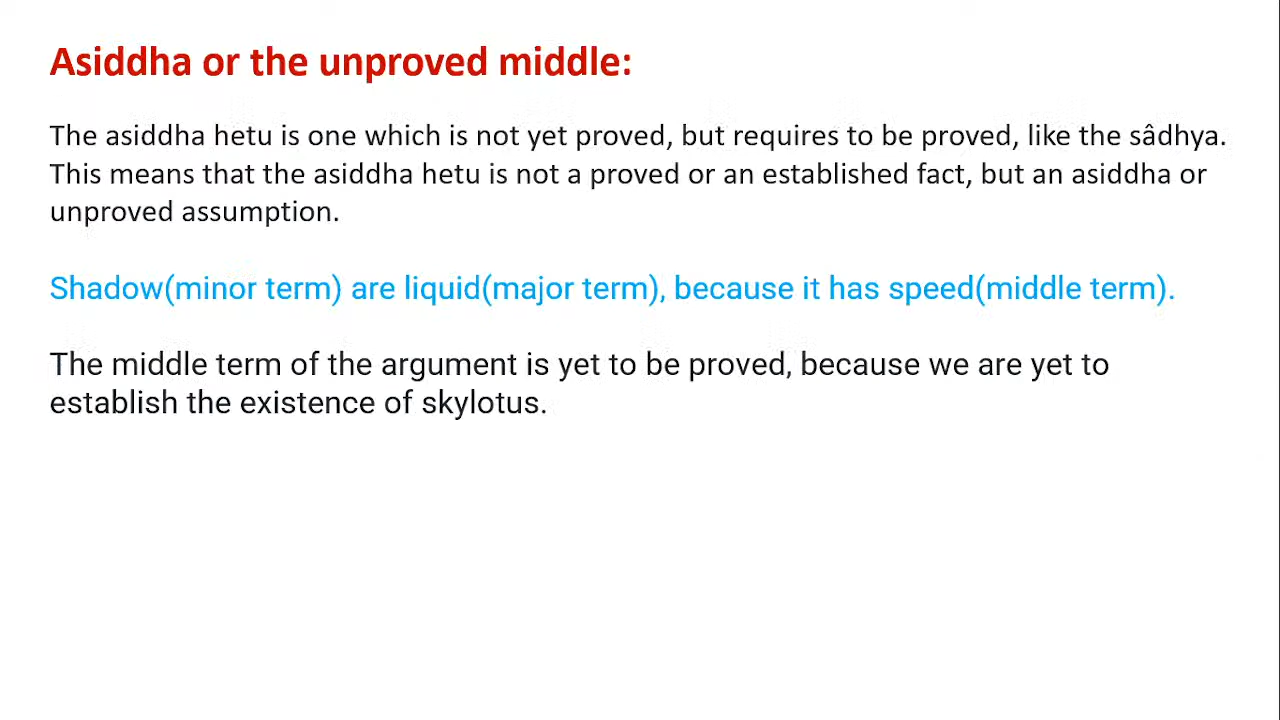 Asiddha or the unproved middle:
The asiddha hetu is one which is not yet proved, but requires to be proved, like the sâdhya.
This means that the asiddha hetu is not a proved or an established fact, but an asiddha or
unproved assumption.
Shadow(minor term) are liquid(major term), because it has speed(middle term).
The middle term of the argument is yet to be proved, because we are yet to
establish the existence of skylotus.